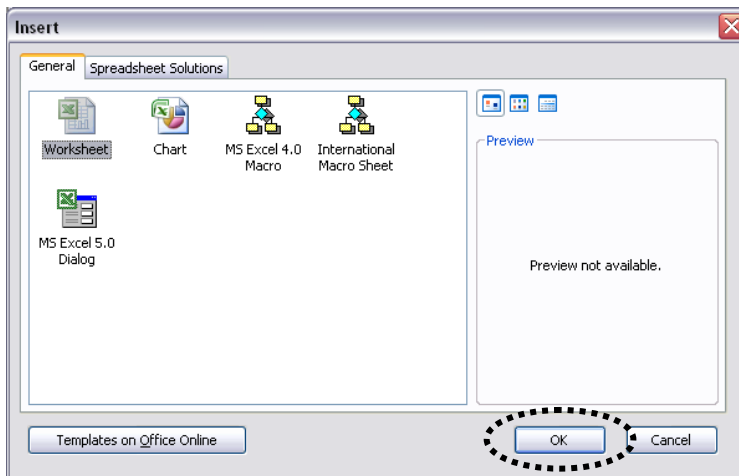 Insert
General
Spreadsheet Solutions
Worksheet
Chart
MS Excel 4.0
Macro
International
Macro Sheet
MS Excel 5.0
Dialog
Preview
Preview not available.
Templates on Office Online
OK
Cancel